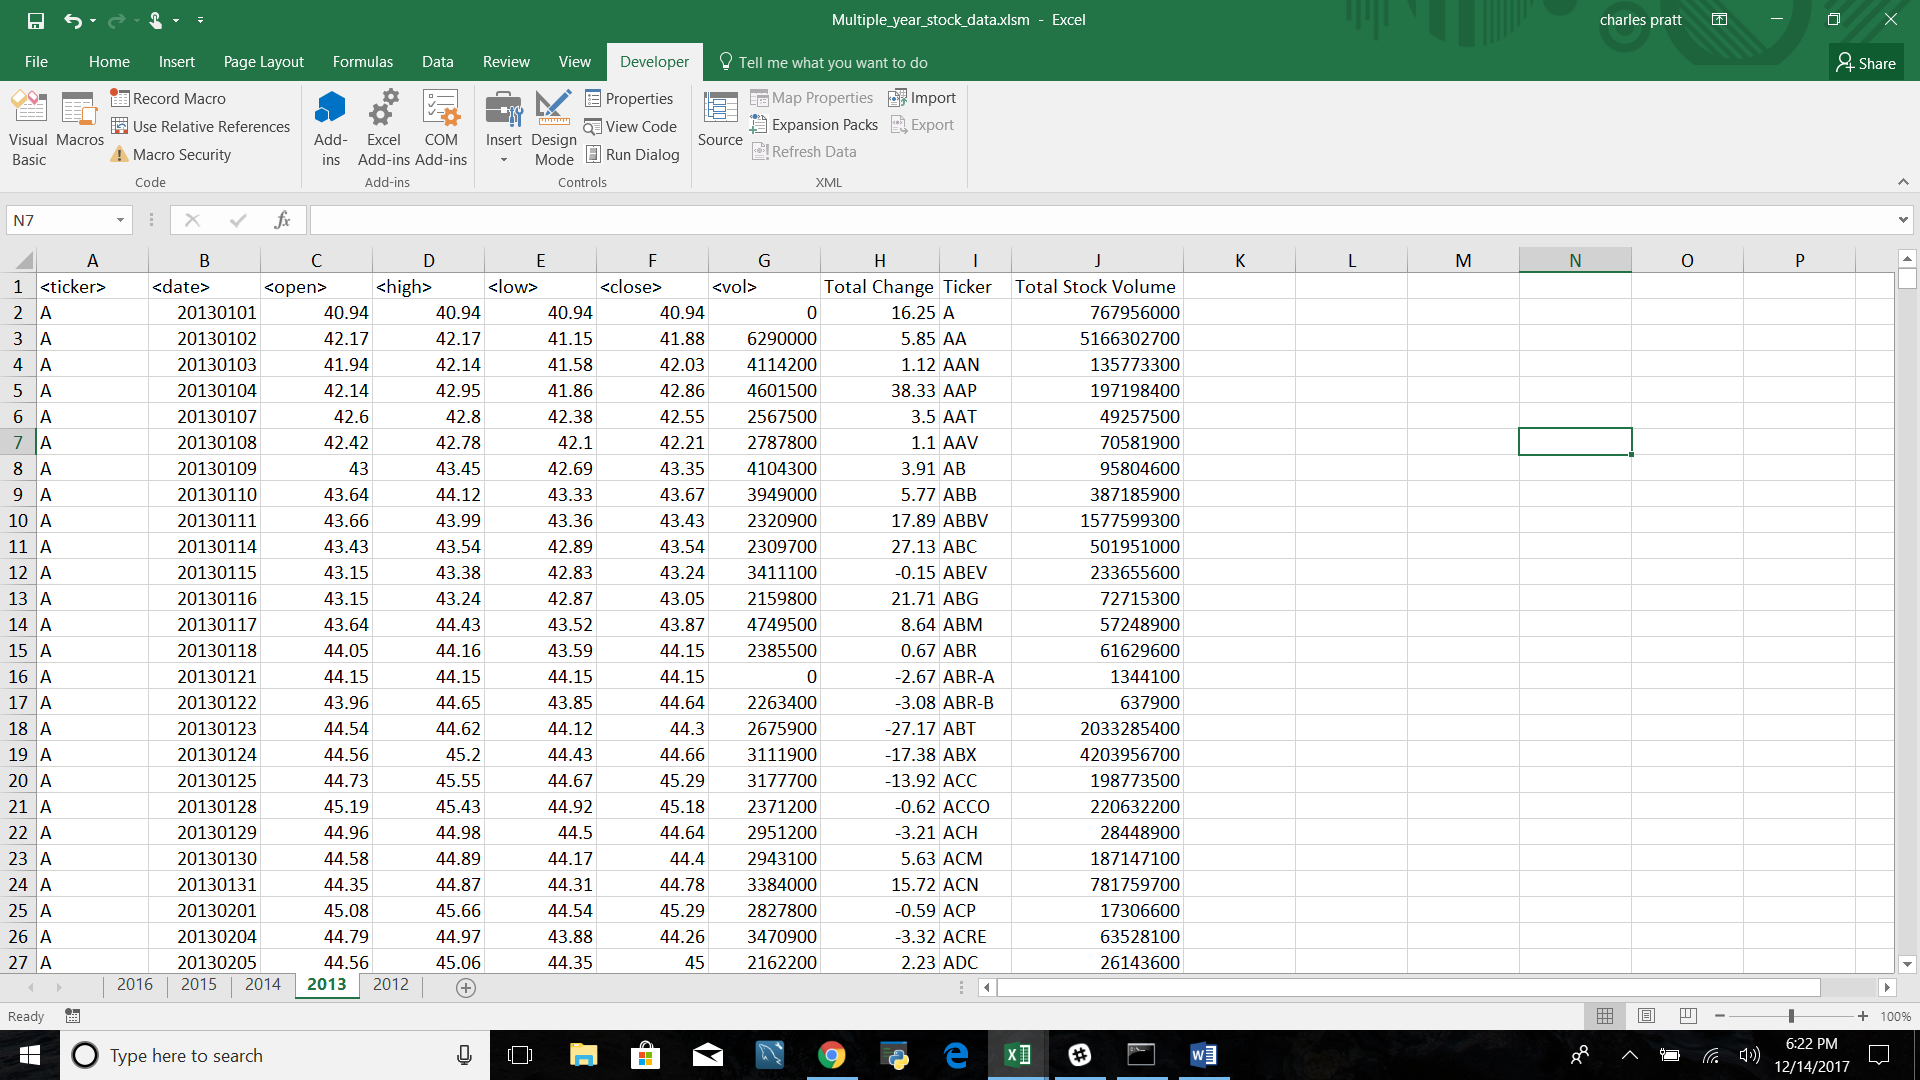 Multiple_year_stock_data.xlsm - Excel
charles pratt
File Home Insert Page Layout Formulas Data Review View Developer Tell me what you want to do Share
Visual Basic
Macros
Record Macro
Use Relative References
Macro Security
Code
Add-ins
Excel Add-ins
COM Add-ins
Add-ins
Insert
Design Mode
Properties
View Code
Run Dialog
Controls
Source
Map Properties
Expansion Packs
Refresh Data
Import
Export
XML
N7 fx
A B C D E F G H I J K L M N O P
1 <ticker> <date> <open> <high> <low> <close> <vol> Total Change Ticker Total Stock Volume
2 A 20130101 40.94 40.94 40.94 40.94 0 16.25 A 767956000
3 A 20130102 42.17 42.17 41.15 41.88 6290000 5.85 AA 5166302700
4 A 20130103 41.94 42.14 41.58 42.03 4114200 1.12 AAN 135773300
5 A 20130104 42.14 42.95 41.86 42.86 4601500 38.33 AAP 197198400
6 A 20130107 42.6 42.8 42.38 42.55 2567500 3.5 AAT 49257500
7 A 20130108 42.42 42.78 42.1 42.21 2787800 1.1 AAV 70581900
8 A 20130109 43 43.45 42.69 43.35 4104300 3.91 AB 95804600
9 A 20130110 43.64 44.12 43.33 43.67 3949000 5.77 ABB 387185900
10 A 20130111 43.66 43.99 43.36 43.43 2320900 17.89 ABBV 1577599300
11 A 20130114 43.43 43.54 42.89 43.54 2309700 27.13 ABC 501951000
12 A 20130115 43.15 43.38 42.83 43.24 3411100 -0.15 ABEV 233655600
13 A 20130116 43.15 43.24 42.87 43.05 2159800 21.71 ABG 72715300
14 A 20130117 43.64 44.43 43.52 43.87 4749500 8.64 ABM 57248900
15 A 20130118 44.05 44.16 43.59 44.15 2385500 0.67 ABR 61629600
16 A 20130121 44.15 44.15 44.15 44.15 0 -2.67 ABR-A 1344100
17 A 20130122 43.96 44.65 43.85 44.64 2263400 -3.08 ABR-B 637900
18 A 20130123 44.54 44.62 44.12 44.3 2675900 -27.17 ABT 2033285400
19 A 20130124 44.56 45.2 44.43 44.66 3111900 -17.38 ABX 4203956700
20 A 20130125 44.73 45.55 44.67 45.29 3177700 -13.92 ACC 198773500
21 A 20130128 45.19 45.43 44.92 45.18 2371200 -0.62 ACCO 220632200
22 A 20130129 44.96 44.98 44.5 44.64 2951200 -3.21 ACH 28448900
23 A 20130130 44.58 44.89 44.17 44.4 2943100 5.63 ACM 187147100
24 A 20130131 44.35 44.87 44.31 44.78 3384000 15.72 ACN 781759700
25 A 20130201 45.08 45.66 44.54 45.29 2827800 -0.59 ACP 17306600
26 A 20130204 44.79 44.97 43.88 44.26 3470900 -3.32 ACRE 63528100
27 A 20130205 44.56 45.06 44.35 45 2162200 2.23 ADC 26143600
2016 2015 2014 2013 2012
Ready 100%
Type here to search
6:22 PM
12/14/2017